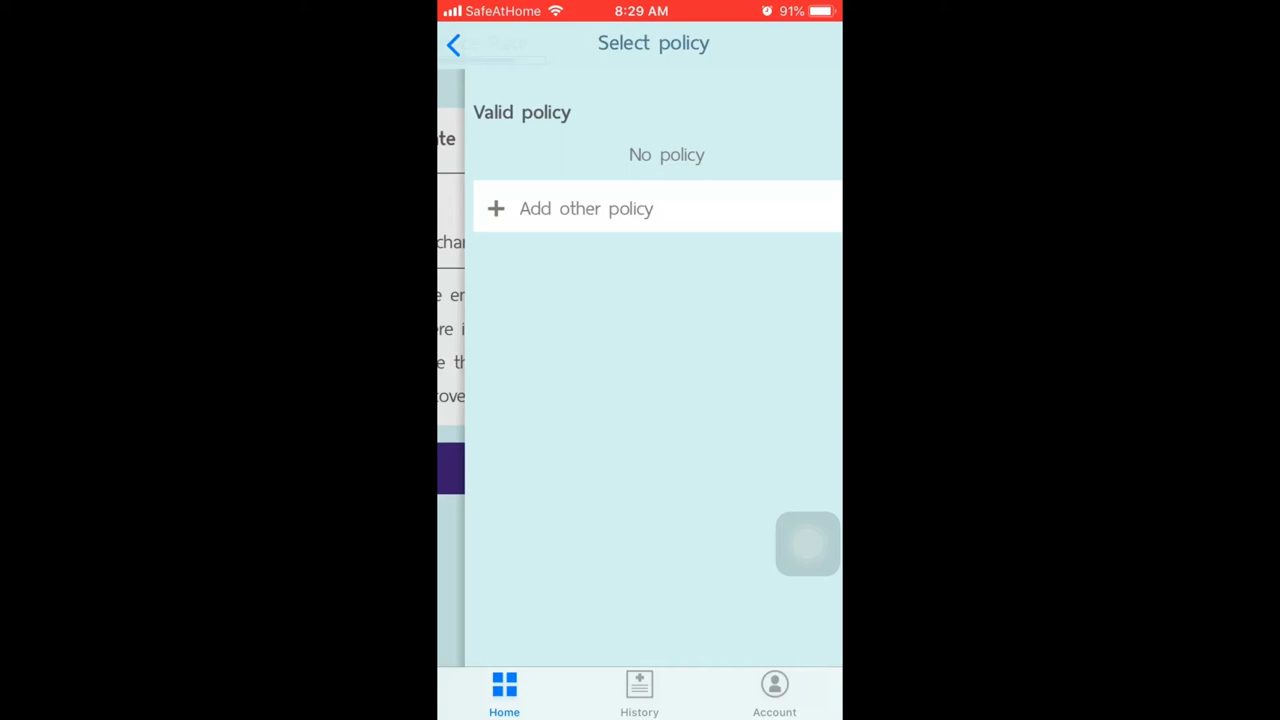 SafeAtHome 8:29 AM 91%
Select policy
Valid policy
No policy
Add other policy
Home History Account